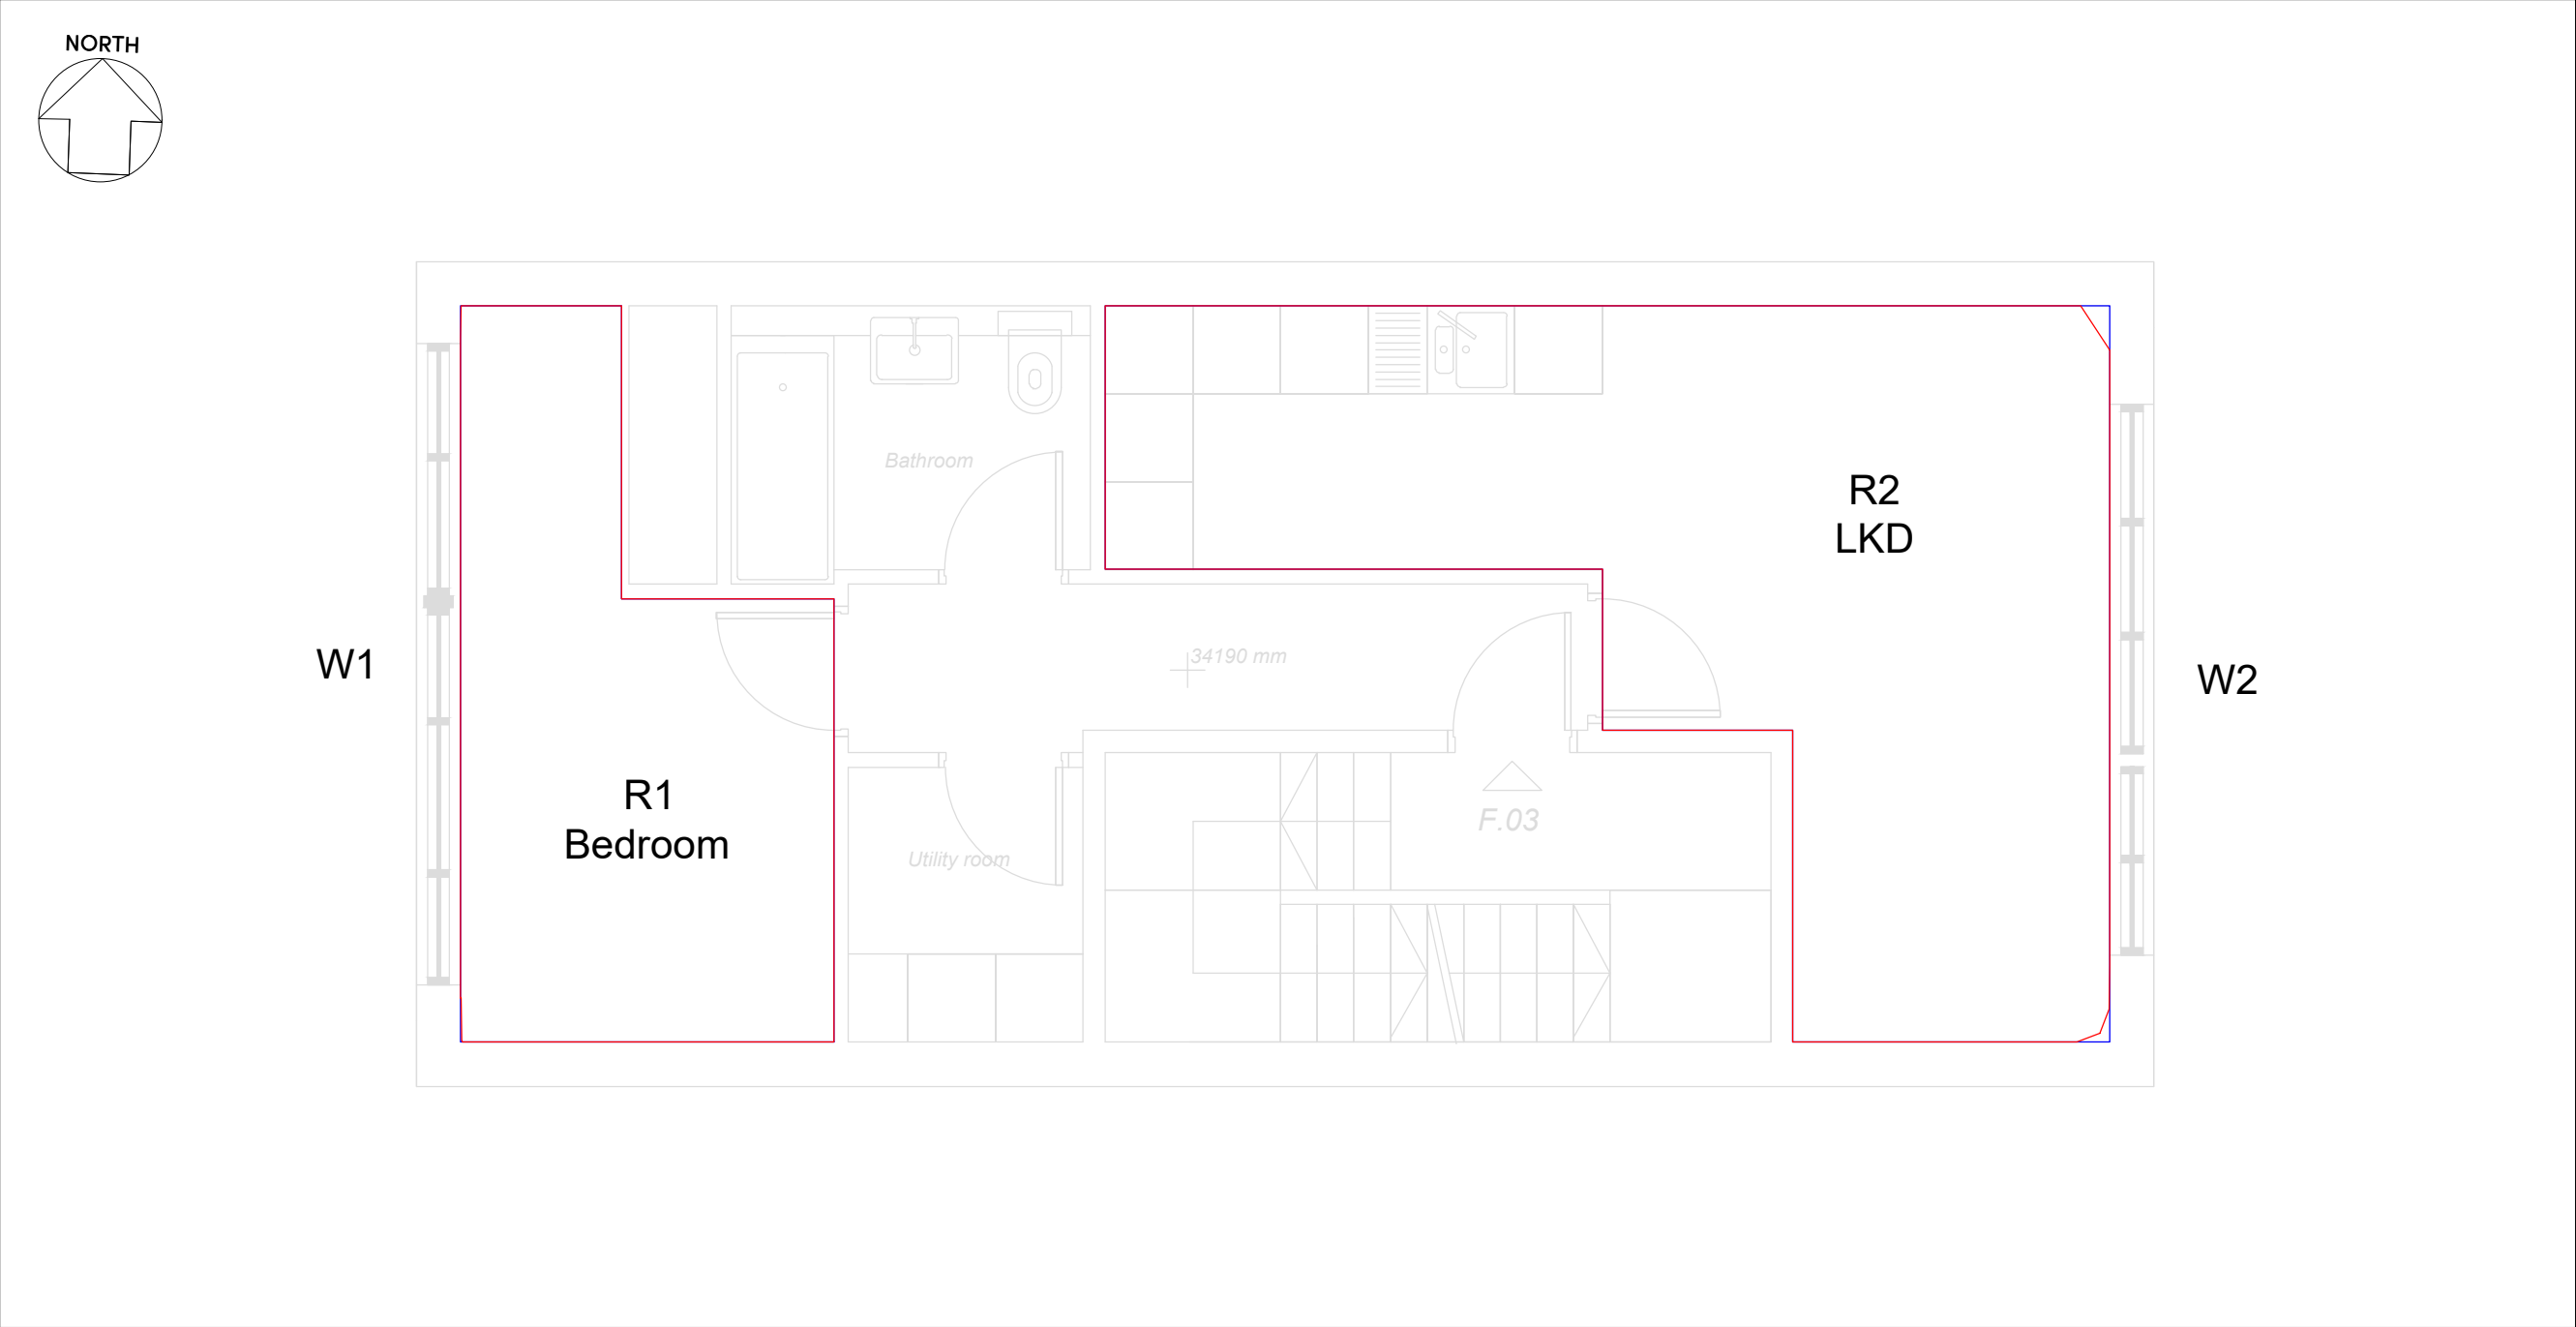 NORTH
Bathroom
R2
LKD
34190 mm
W1
W2
R1
Bedroom
F.03
Utility room